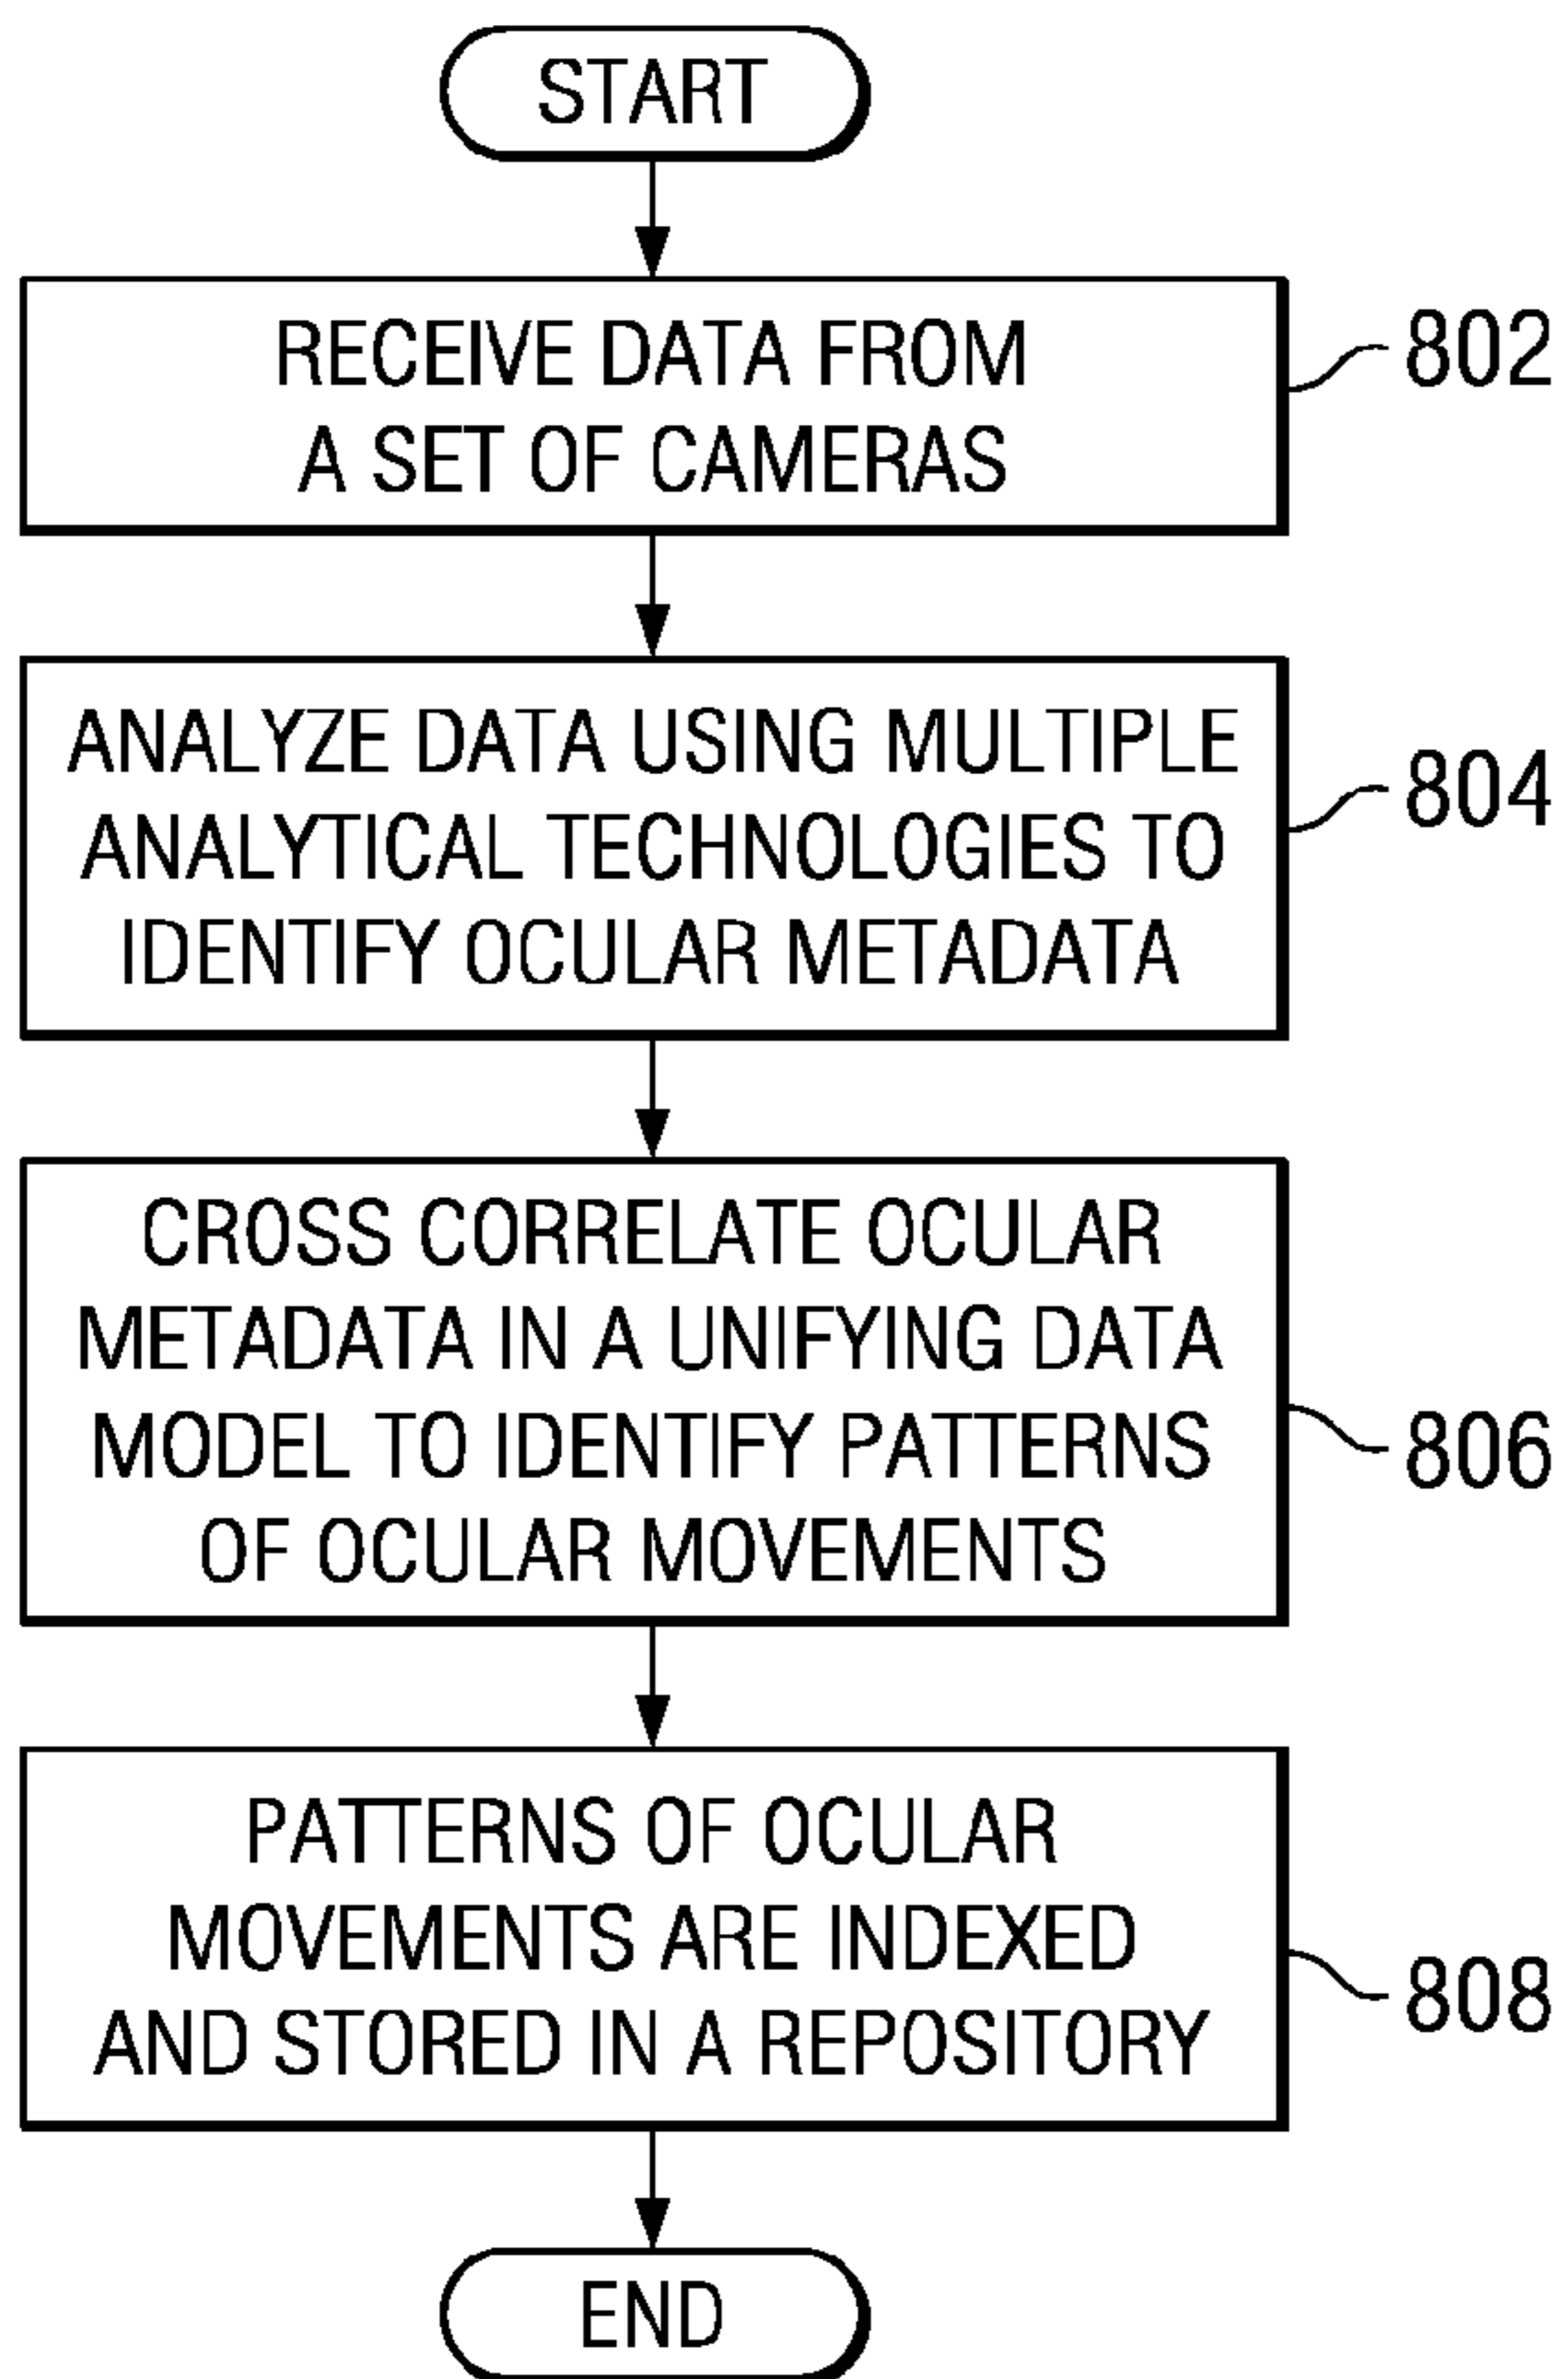 START
RECEIVE DATA FROM
A SET OF CAMERAS
802
ANALYZE DATA USING MULTIPLE
ANALYTICAL TECHNOLOGIES TO
IDENTIFY OCULAR METADATA
804
CROSS CORRELATE OCULAR
METADATA IN A UNIFYING DATA
MODEL TO IDENTIFY PATTERNS
OF OCULAR MOVEMENTS
806
PATTERNS OF OCULAR
MOVEMENTS ARE INDEXED
AND STORED IN A REPOSITORY
808
END